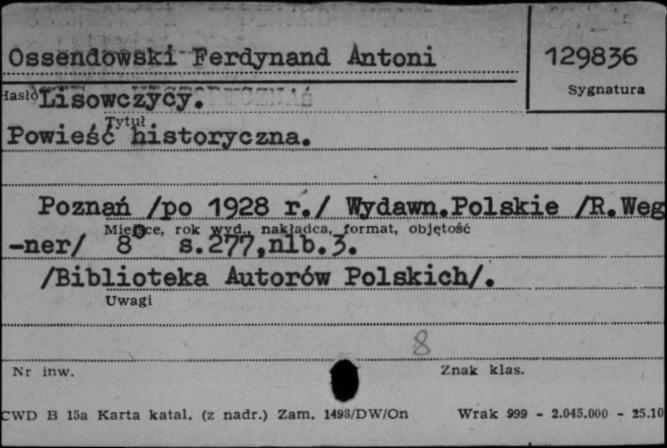 Ossendowski Ferdynand Antoni
129836
Sygnatura
Hasło Lisowczycy.
Tytuł
Powieść historyczna.
Poznań /po 1928 r./ Wydawn.Polskie /R.Weg
Miejsce, rok wyd., nakładca, format, objętość
-ner/ 8° s.277,nlb.3.
/Biblioteka Autorów Polskich/.
Uwagi
8
Nr inw.
Znak klas.
CWD B 15a Karta katal. (z nadr.) Zam. 1493/DW/On Wrak 999 - 2.045.000 - 25.10